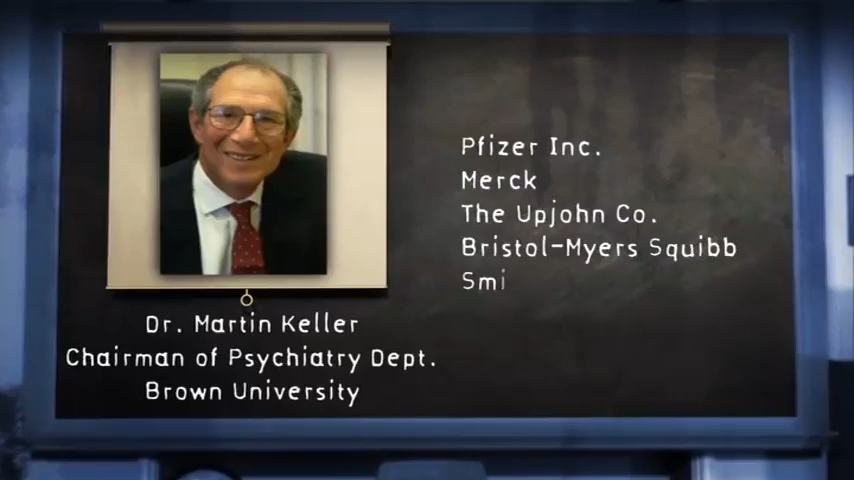 Dr. Martin Keller
Chairman of Psychiatry Dept.
Brown University
Pfizer Inc.
Merck
The Upjohn Co.
Bristol-Myers Squibb
Smi